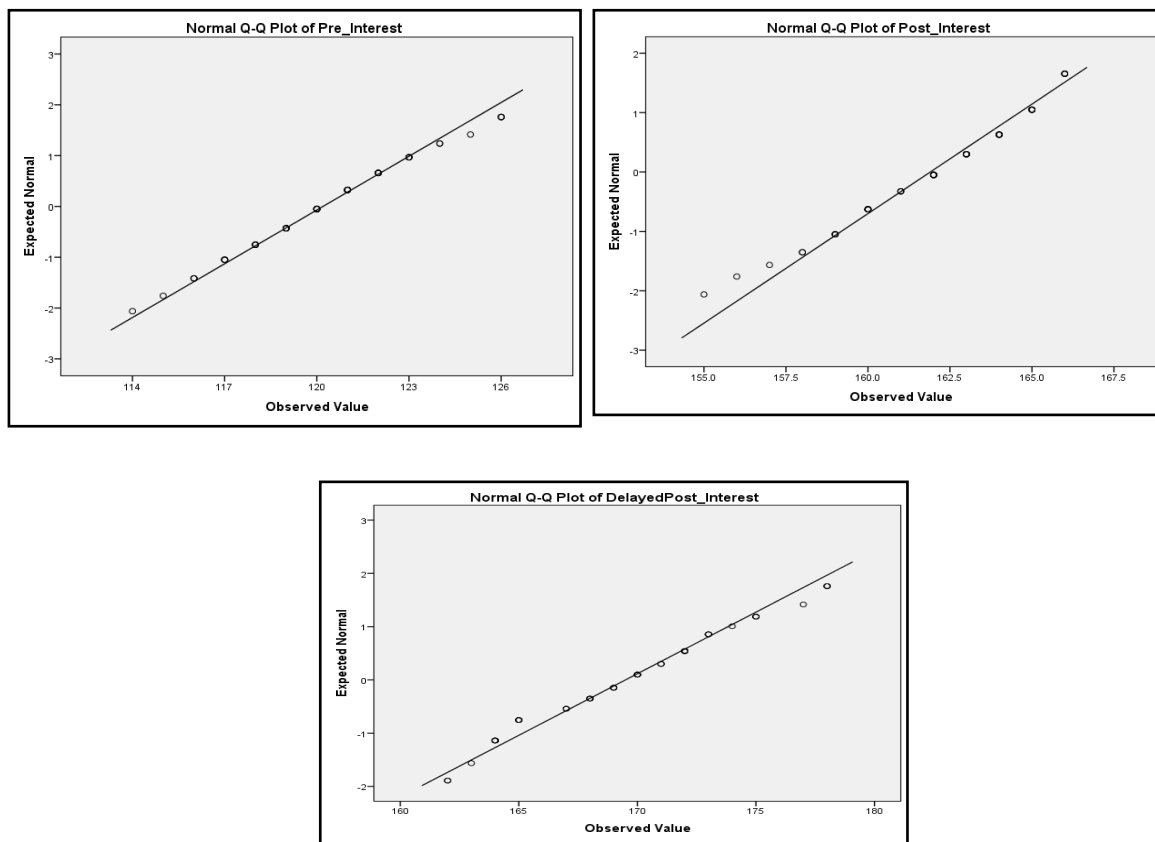 Normal Q-Q Plot of Pre_Interest
3
2
1
0
-1
-2
-3
Expected Normal
114 117 120 123 126
Observed Value
Normal Q-Q Plot of Post_Interest
2
1
0
-1
-2
-3
Expected Normal
155.0 157.5 160.0 162.5 165.0 167.5
Observed Value
Normal Q-Q Plot of DelayedPost_Interest
3
2
1
0
-1
-2
Expected Normal
160 165 170 175 180
Observed Value